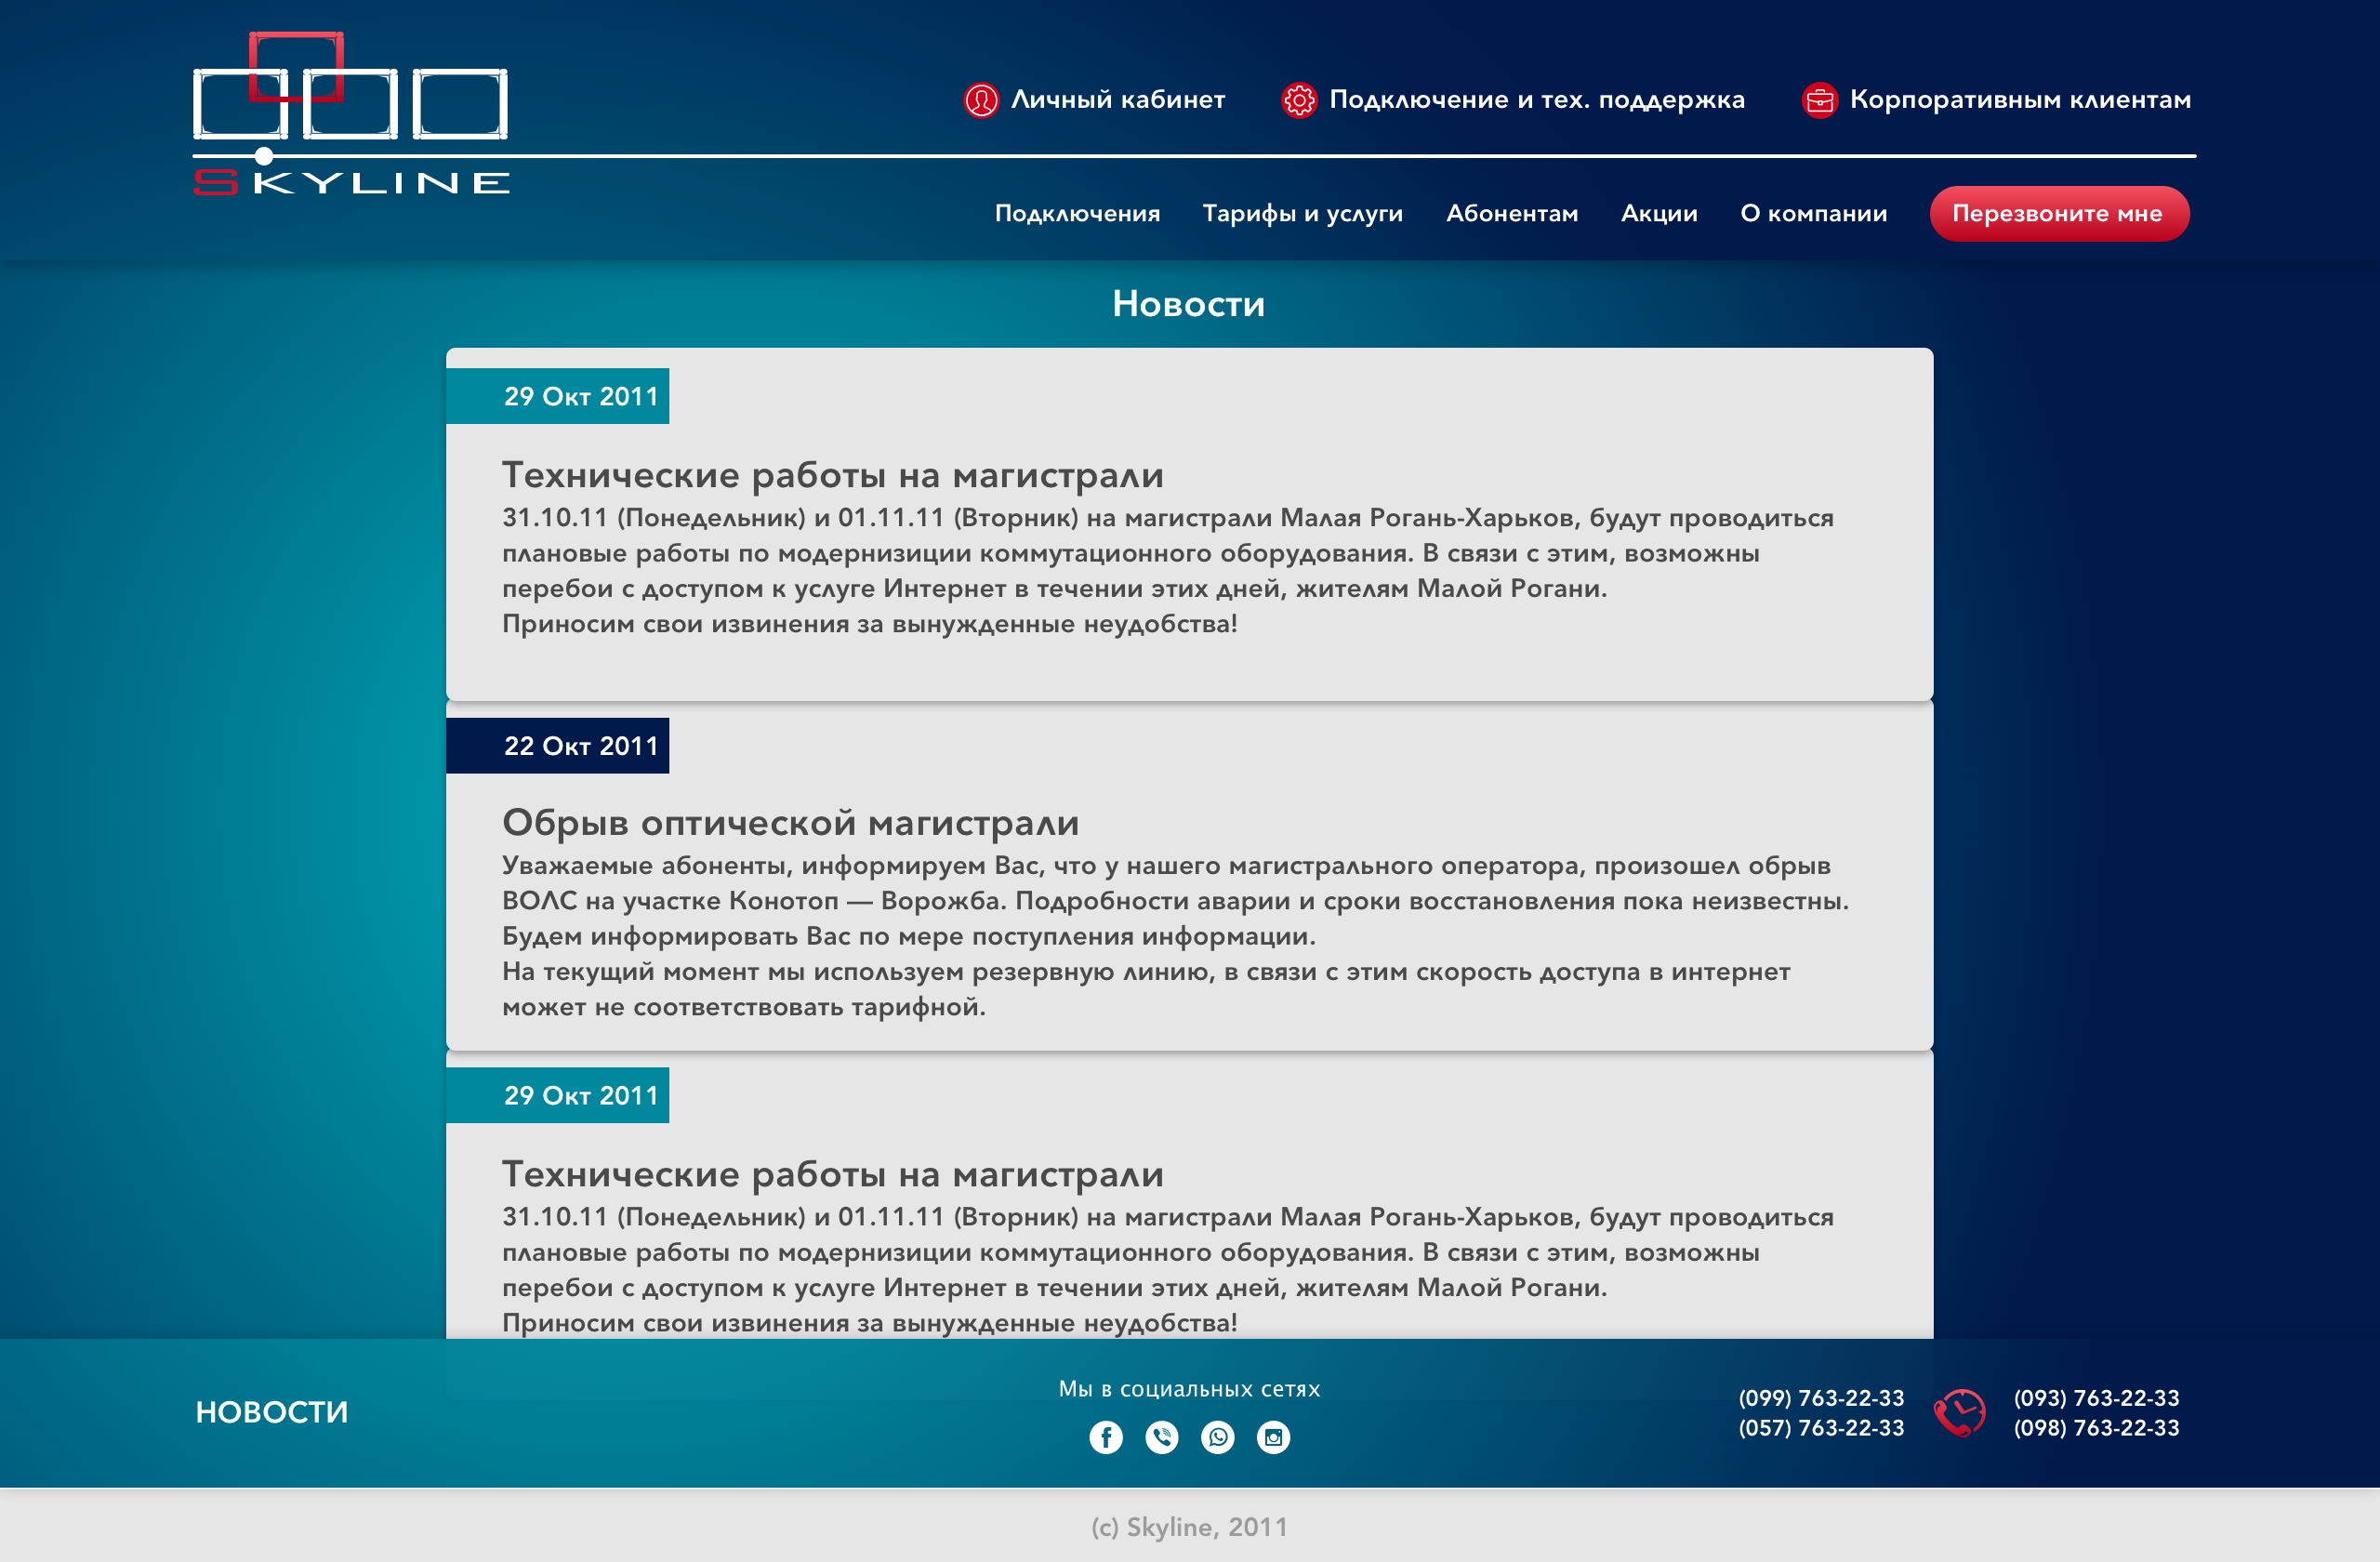 Личный кабинет
Подключение и тех. поддержка
Корпоративным клиентам
SKYLINE
Подключения
Тарифы и услуги
Абонентам
Акции
О компании
Перезвоните мне
Новости
29 Окт 2011
Технические работы на магистрали
31.10.11 (Понедельник) и 01.11.11 (Вторник) на магистрали Малая Рогань-Харьков, будут проводиться
плановые работы по модернизиции коммутационного оборудования. В связи с этим, возможны
перебои с доступом к услуге Интернет в течении этих дней, жителям Малой Рогани.
Приносим свои извинения за вынужденные неудобства!
22 Окт 2011
Обрыв оптической магистрали
Уважаемые абоненты, информируем Вас, что у нашего магистрального оператора, произошел обрыв
ВОЛС на участке Конотоп — Ворожба. Подробности аварии и сроки восстановления пока неизвестны.
Будем информировать Вас по мере поступления информации.
На текущий момент мы используем резервную линию, в связи с этим скорость доступа в интернет
может не соответствовать тарифной.
29 Окт 2011
Технические работы на магистрали
31.10.11 (Понедельник) и 01.11.11 (Вторник) на магистрали Малая Рогань-Харьков, будут проводиться
плановые работы по модернизиции коммутационного оборудования. В связи с этим, возможны
перебои с доступом к услуге Интернет в течении этих дней, жителям Малой Рогани.
Приносим свои извинения за вынужденные неудобства!
НОВОСТИ
Мы в социальных сетях
(099) 763-22-33
(057) 763-22-33
(093) 763-22-33
(098) 763-22-33
(c) Skyline, 2011